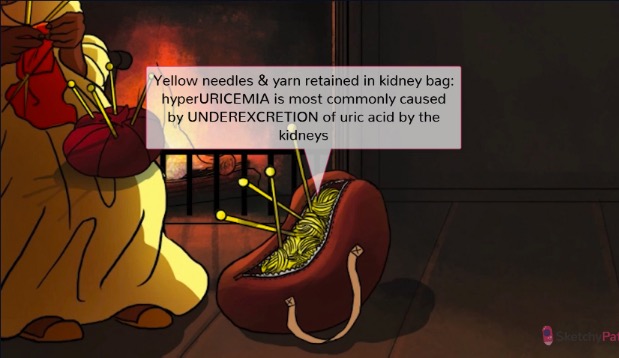 Yellow needles & yarn retained in kidney bag:
hyperURICEMIA is most commonly caused
by UNDEREXCRETION of uric acid by the
kidneys
SketchyPat